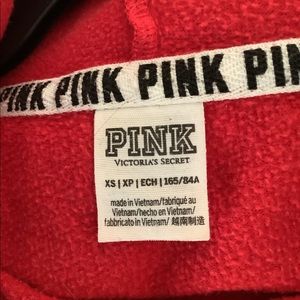 PINK PINK PINK PIN
PINK
VICTORIA'S SECRET
XS | XP | ECH | 165/84A
made in Vietnam/fabriqué au
Vietnam/hecho en Vietnam/
fabbricato in Vietnam/ 越南制造